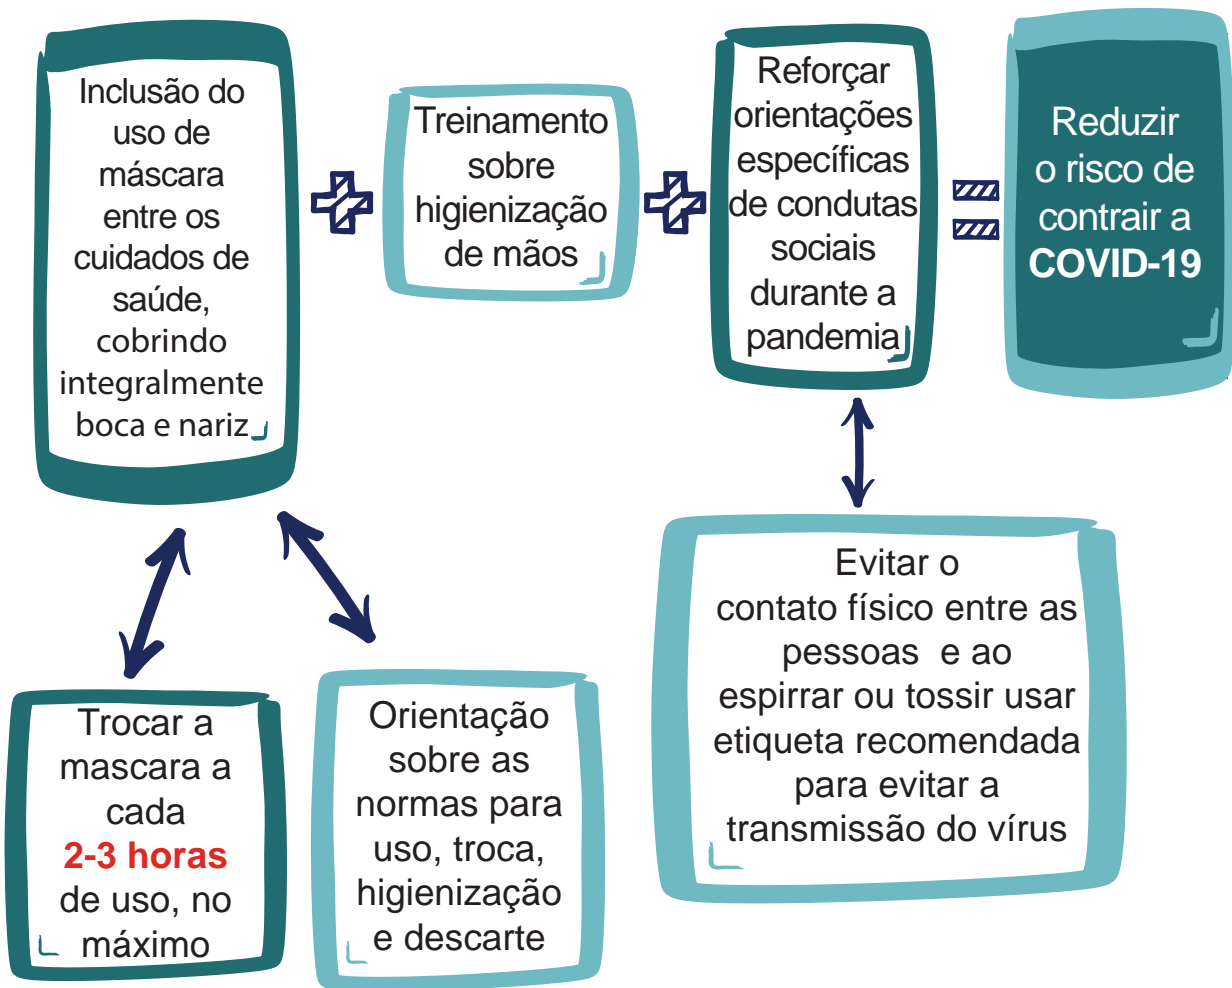 Inclusão do
uso de
máscara
entre os
cuidados de
saúde,
cobrindo
integralmente
boca e nariz
Treinamento
sobre
higienização
de mãos
Reforçar
orientações
específicas
de condutas
sociais
durante a
pandemia
Reduzir
o risco de
contrair a
COVID-19
Trocar a
mascara a
cada
2-3 horas
de uso, no
máximo
Orientação
sobre as
normas para
uso, troca,
higienização
e descarte
Evitar o
contato físico entre as
pessoas e ao
espirrar ou tossir usar
etiqueta recomendada
para evitar a
transmissão do vírus